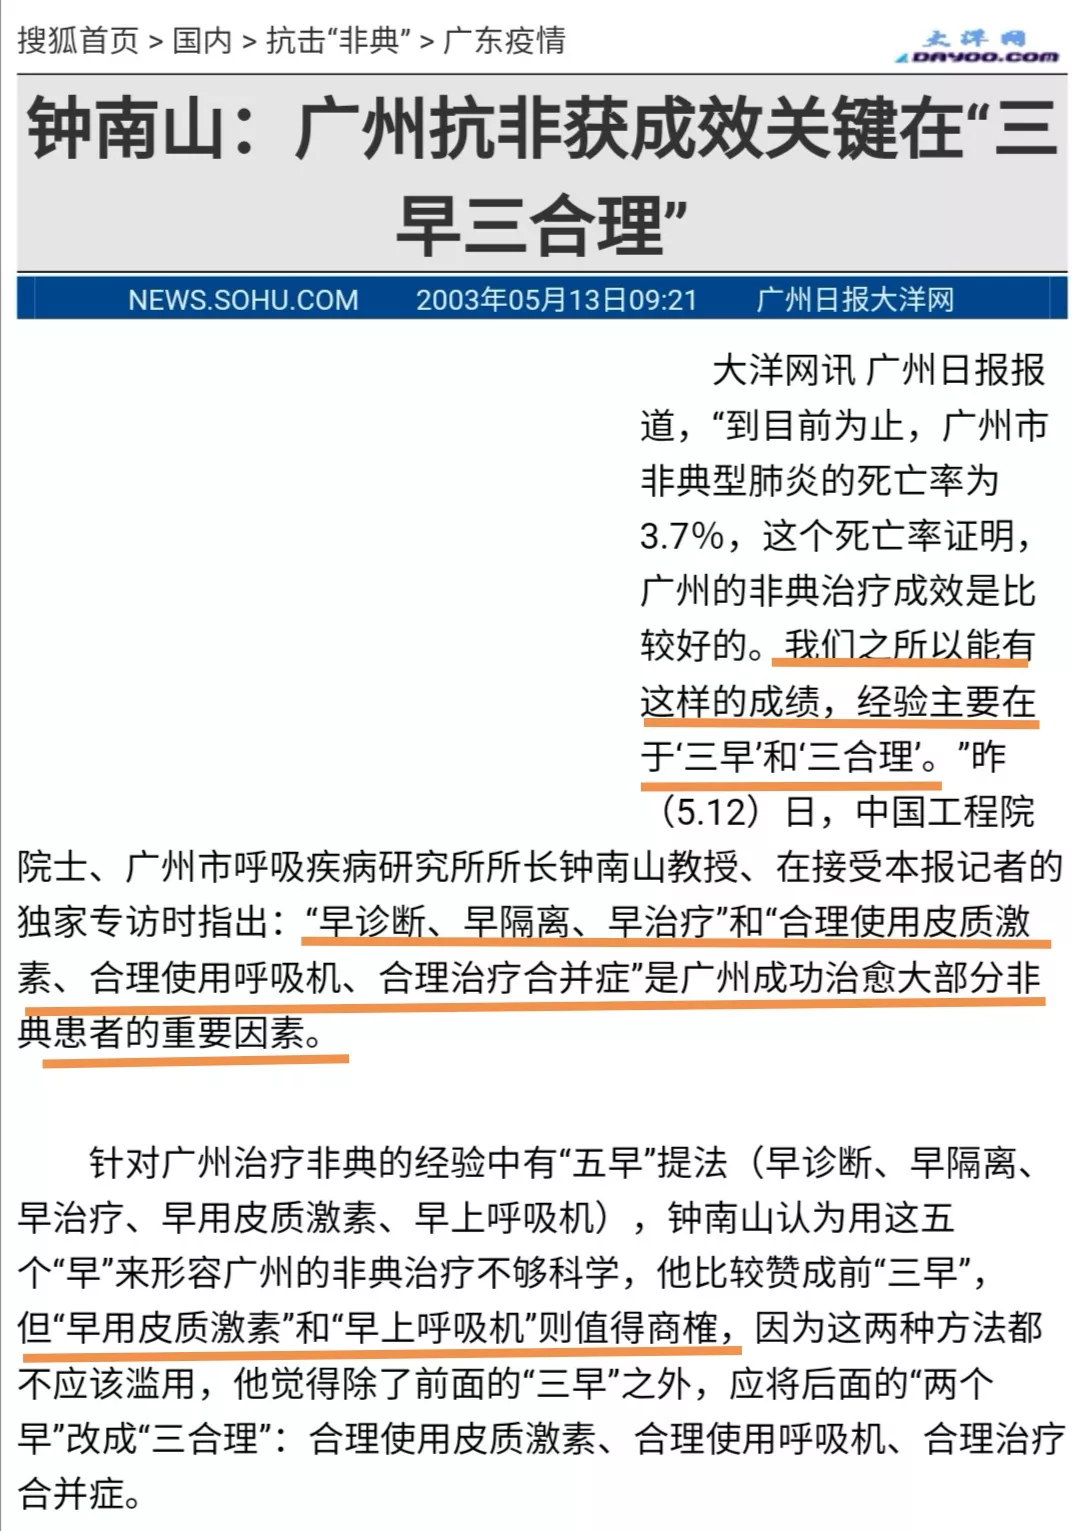 搜狐首页 > 国内 > 抗击“非典” > 广东疫情
大洋网
DAYOO.COM
钟南山：广州抗非获成效关键在“三
早三合理”
NEWS.SOHU.COM 2003年05月13日09:21 广州日报大洋网
大洋网讯 广州日报报
道，“到目前为止，广州市
非典型肺炎的死亡率为
3.7%，这个死亡率证明，
广州的非典治疗成效是比
较好的。我们之所以能有
这样的成绩，经验主要在
于‘三早’和‘三合理’。”昨
（5.12）日，中国工程院
院士、广州市呼吸疾病研究所所长钟南山教授、在接受本报记者的
独家专访时指出：“早诊断、早隔离、早治疗”和“合理使用皮质激
素、合理使用呼吸机、合理治疗合并症”是广州成功治愈大部分非
典患者的重要因素。
针对广州治疗非典的经验中有“五早”提法（早诊断、早隔离、
早治疗、早用皮质激素、早上呼吸机），钟南山认为用这五
个“早”来形容广州的非典治疗不够科学，他比较赞成前“三早”，
但“早用皮质激素”和“早上呼吸机”则值得商榷，因为这两种方法都
不应该滥用，他觉得除了前面的“三早”之外，应将后面的“两个
早”改成“三合理”：合理使用皮质激素、合理使用呼吸机、合理治疗
合并症。